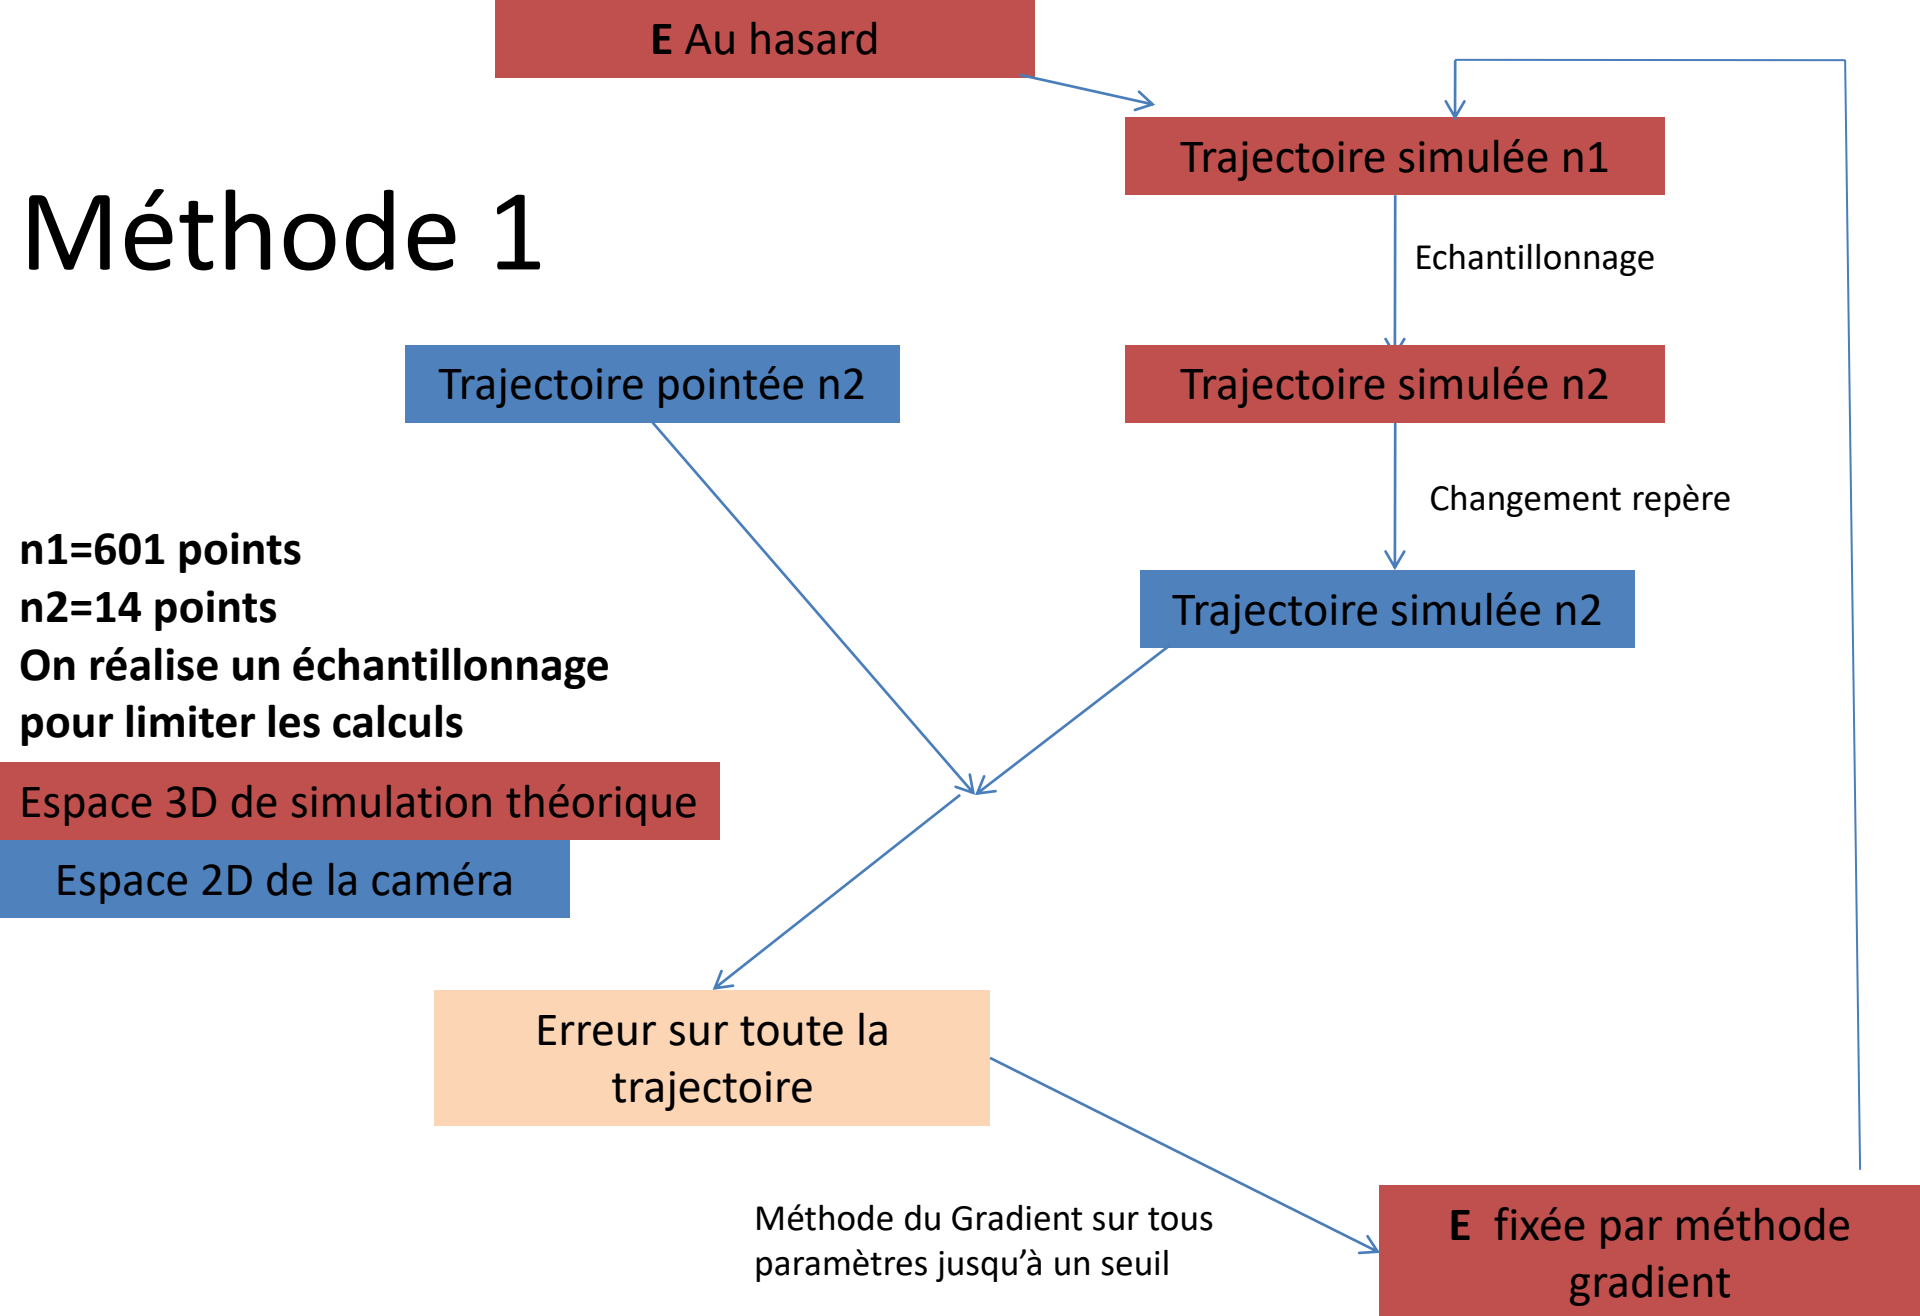 E Au hasard
Trajectoire simulée n1
Méthode 1
Echantillonnage
Trajectoire pointée n2
Trajectoire simulée n2
Changement repère
n1=601 points
n2=14 points
On réalise un échantillonnage
pour limiter les calculs
Trajectoire simulée n2
Espace 3D de simulation théorique
Espace 2D de la caméra
Erreur sur toute la
trajectoire
Méthode du Gradient sur tous
paramètres jusqu’à un seuil
E fixée par méthode
gradient